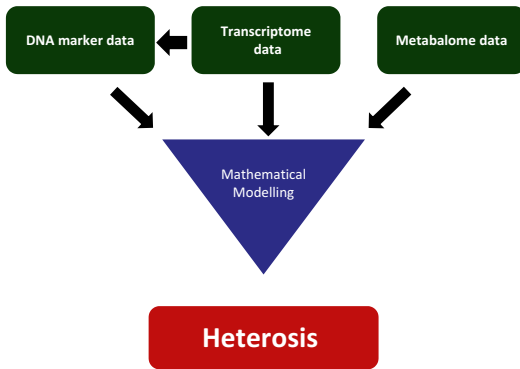 DNA marker data
Transcriptome
data
Metabalome data
Mathematical
Modelling
Heterosis